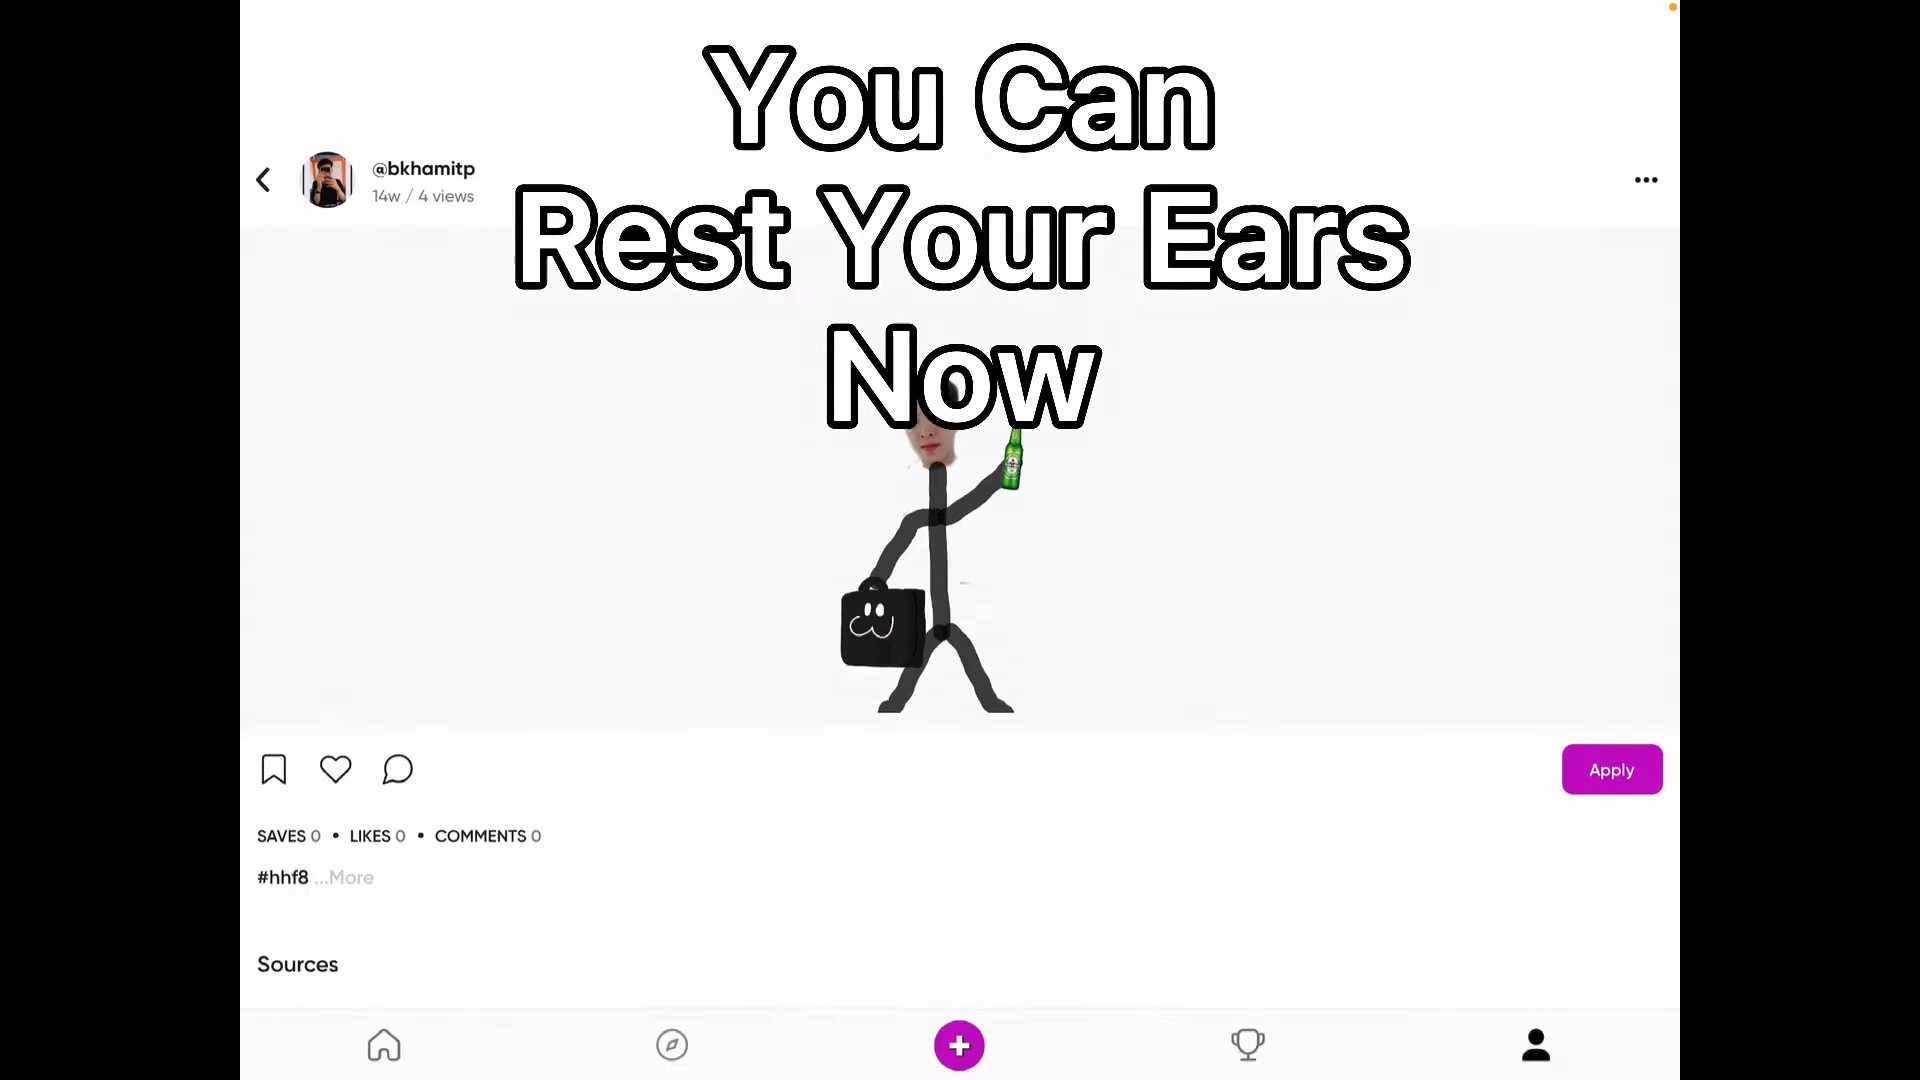 You Can
Rest Your Ears
Now
@bkhamitp
14w / 4 views
Apply
SAVES 0 • LIKES 0 • COMMENTS 0
#hhf8 ...More
Sources